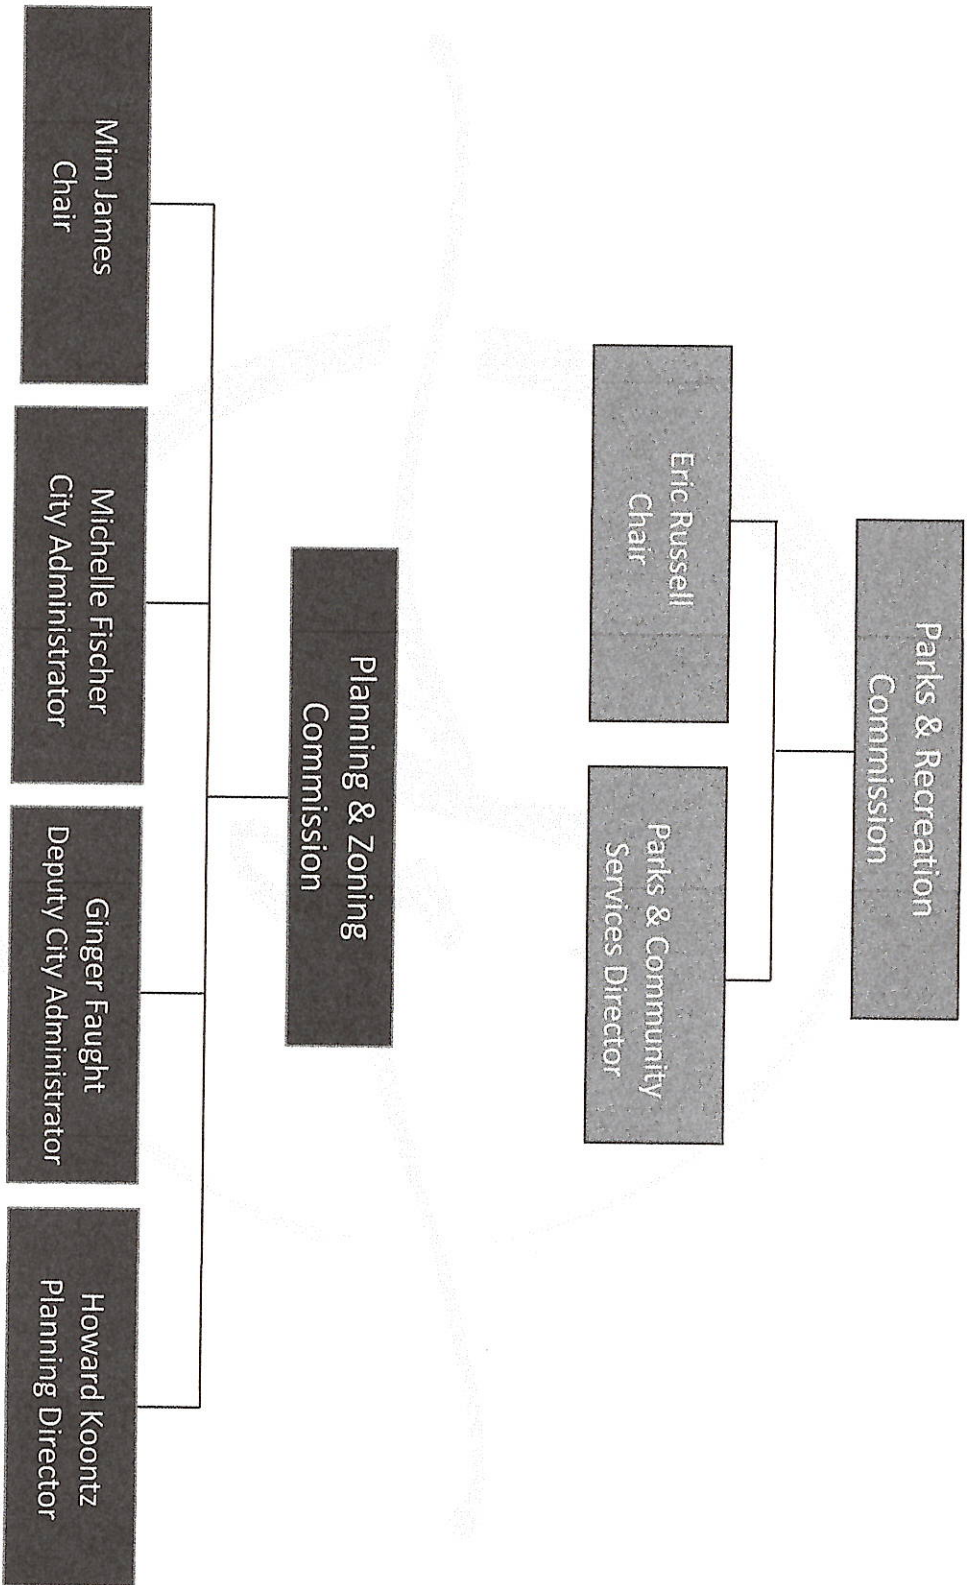 Parks & Recreation
Commission
Eric Russell
Chair
Parks & Community
Services Director
Planning & Zoning
Commission
Mim James
Chair
Michelle Fischer
City Administrator
Ginger Faught
Deputy City Administrator
Howard Koontz
Planning Director